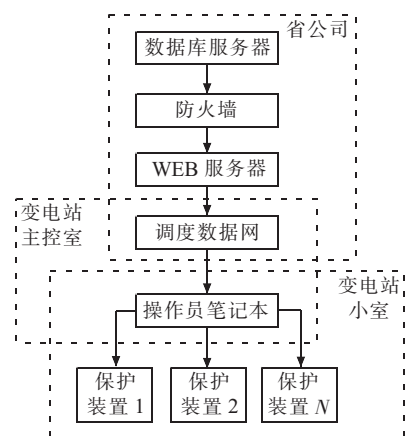 省公司
数据库服务器
防火墙
WEB 服务器
变电站
主控室
调度数据网
变电站
小室
操作员笔记本
保护
装置 1
保护
装置 2
保护
装置 N